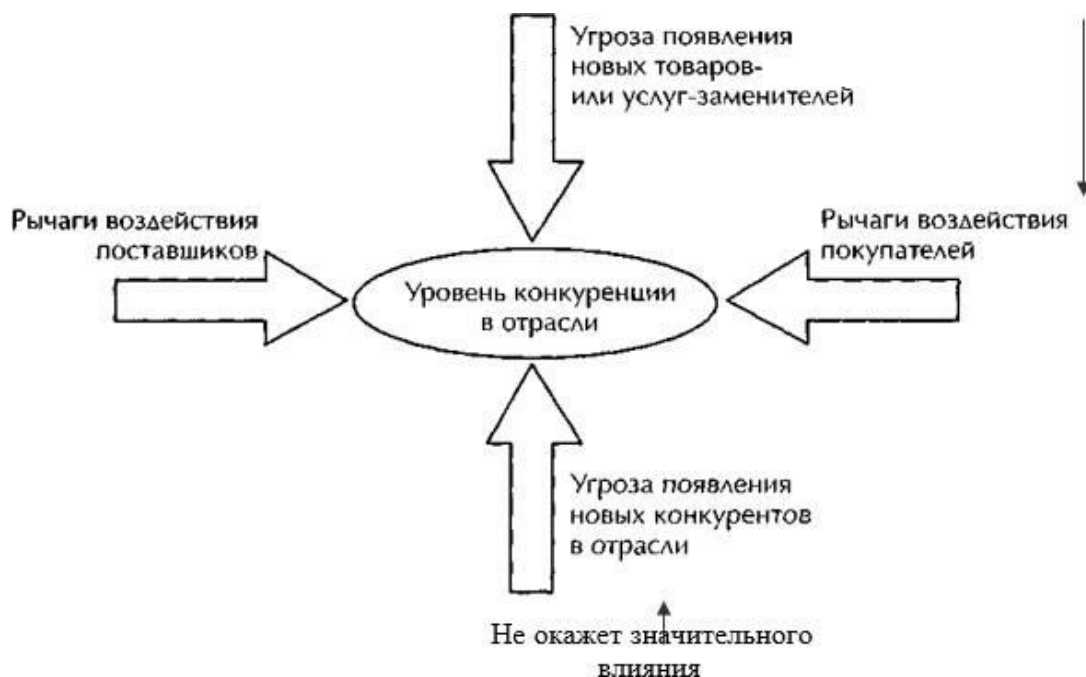 Угроза появления
новых товаров-
или услуг-заменителей
Рычаги воздействия
поставщиков
Рычаги воздействия
покупателей
Уровень конкуренции
в отрасли
Угроза появления
новых конкурентов
в отрасли
Не окажет значительного
влияния